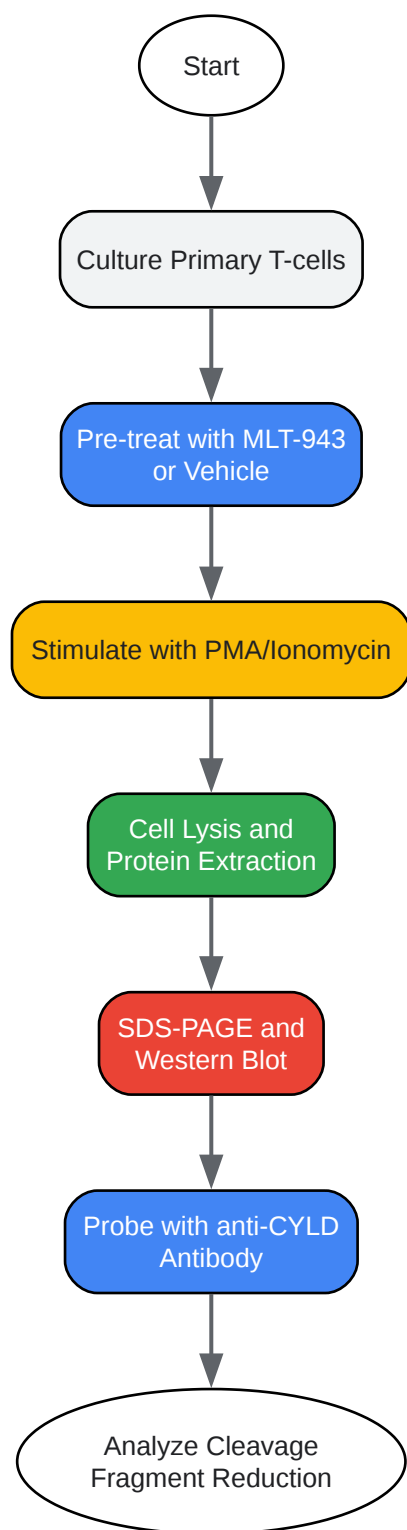 Start
Culture Primary T-cells
Pre-treat with MLT-943
or Vehicle
Stimulate with PMA/Ionomycin
Cell Lysis and
Protein Extraction
SDS-PAGE and
Western Blot
Probe with anti-CYLD
Antibody
Analyze Cleavage
Fragment Reduction